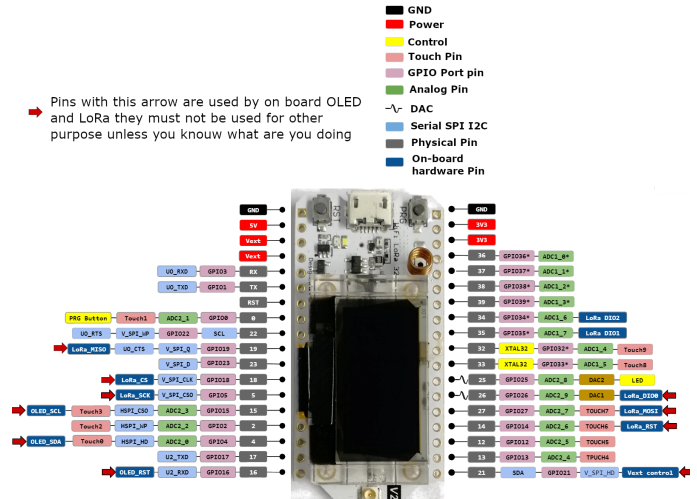 GND
Power
Control
Touch Pin
GPIO Port pin
Analog Pin
DAC
Serial SPI I2C
Physical Pin
On-board
hardware Pin
Pins with this arrow are used by on board OLED
and LoRa they must not be used for other
purpose unless you knouw what are you doing
GND
5V
Vext
Vext
U0_RXD GPIO3 RX
U0_TXD GPIO1 TX
RST
PRG Button Touch1 ADC2_1 GPIO0 0
U0_RTS V_SPI_WP GPIO22 SCL 22
LoRa_MISO U0_CTS V_SPI_Q GPIO19 19
V_SPI_D GPIO23 23
LoRa_CS V_SPI_CLK GPIO18 18
LoRa_SCK V_SPI_CS0 GPIO5 5
OLED_SCL Touch3 HSPI_CS0 ADC2_3 GPIO15 15
Touch2 HSPI_WP ADC2_2 GPIO2 2
OLED_SDA Touch0 HSPI_HD ADC2_0 GPIO4 4
U2_TXD GPIO17 17
OLED_RST U2_RXD GPIO16 16
RST
PRG
WiFi LoRa 32
V2
GND
3V3
3V3
36 GPIO36* ADC1_0*
37 GPIO37* ADC1_1*
38 GPIO38* ADC1_2*
39 GPIO39* ADC1_3*
34 GPIO34* ADC1_6 LoRa DIO2
35 GPIO35* ADC1_7 LoRa DIO1
32 XTAL32 GPIO32* ADC1_4 Touch9
33 XTAL32 GPIO33* ADC1_5 Touch8
25 GPIO25 ADC2_8 DAC2 LED
26 GPIO26 ADC2_9 DAC1 LoRa_DIO0
27 GPIO27 ADC2_7 TOUCH7 LoRa_MOSI
14 GPIO14 ADC2_6 TOUCH6 LoRa_RST
12 GPIO12 ADC2_5 TOUCH5
13 GPIO13 ADC2_4 TPUCH4
21 SDA GPIO21 V_SPI_HD Vext control